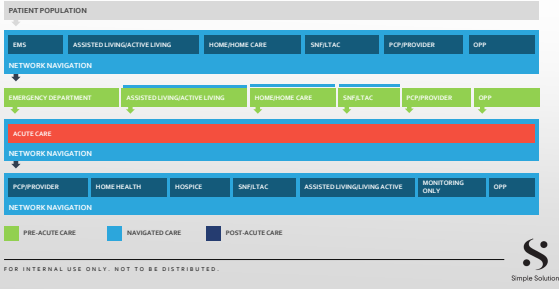 PATIENT POPULATION
EMS ASSISTED LIVING/ACTIVE LIVING HOME/HOME CARE SNF/LTAC PCP/PROVIDER OPP
NETWORK NAVIGATION
EMERGENCY DEPARTMENT ASSISTED LIVING/ACTIVE LIVING HOME/HOME CARE SNF/LTAC PCP/PROVIDER OPP
ACUTE CARE
NETWORK NAVIGATION
PCP/PROVIDER HOME HEALTH HOSPICE SNF/LTAC ASSISTED LIVING/LIVING ACTIVE MONITORING ONLY OPP
NETWORK NAVIGATION
PRE-ACUTE CARE NAVIGATED CARE POST-ACUTE CARE
FOR INTERNAL USE ONLY. NOT TO BE DISTRIBUTED.
Simple Solution